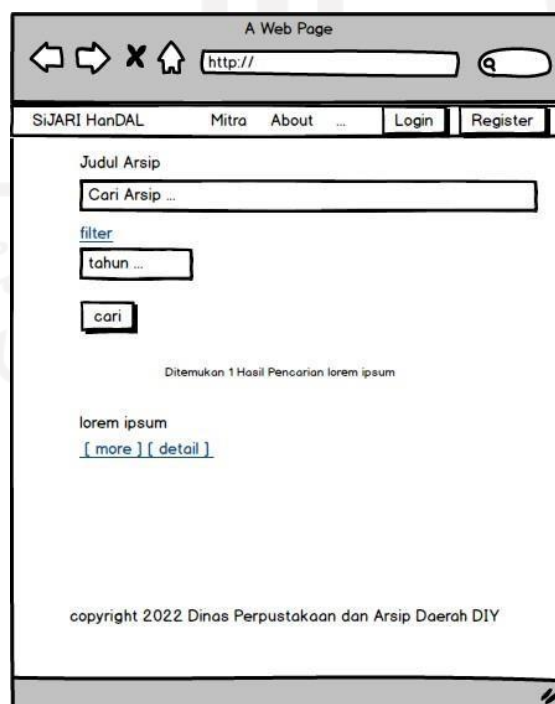 A Web Page
http://
SiJARI HanDAL Mitra About ... Login Register
Judul Arsip
Cari Arsip ...
filter
tahun ...
cari
Ditemukan 1 Hasil Pencarian lorem ipsum
lorem ipsum
[ more ] [ detail ]
copyright 2022 Dinas Perpustakaan dan Arsip Daerah DIY